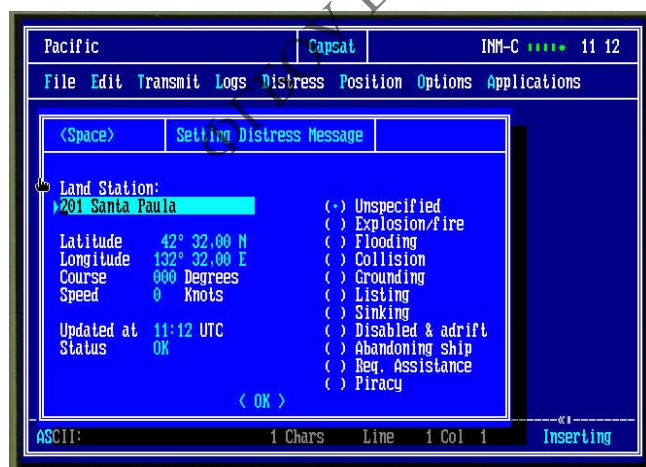 Pacific Capsat INM-C 11 12
File Edit Transmit Logs Distress Position Options Applications
<Space> Setting Distress Message
Land Station:
201 Santa Paula
Latitude 42° 32,00 N
Longitude 132° 32,00 E
Course 000 Degrees
Speed 0 Knots
Updated at 11:12 UTC
Status OK
(•) Unspecified
( ) Explosion/fire
( ) Flooding
( ) Collision
( ) Grounding
( ) Listing
( ) Sinking
( ) Disabled & adrift
( ) Abandoning ship
( ) Req. Assistance
( ) Piracy
< OK >
ASCII: 1 Chars Line 1 Col 1 Inserting